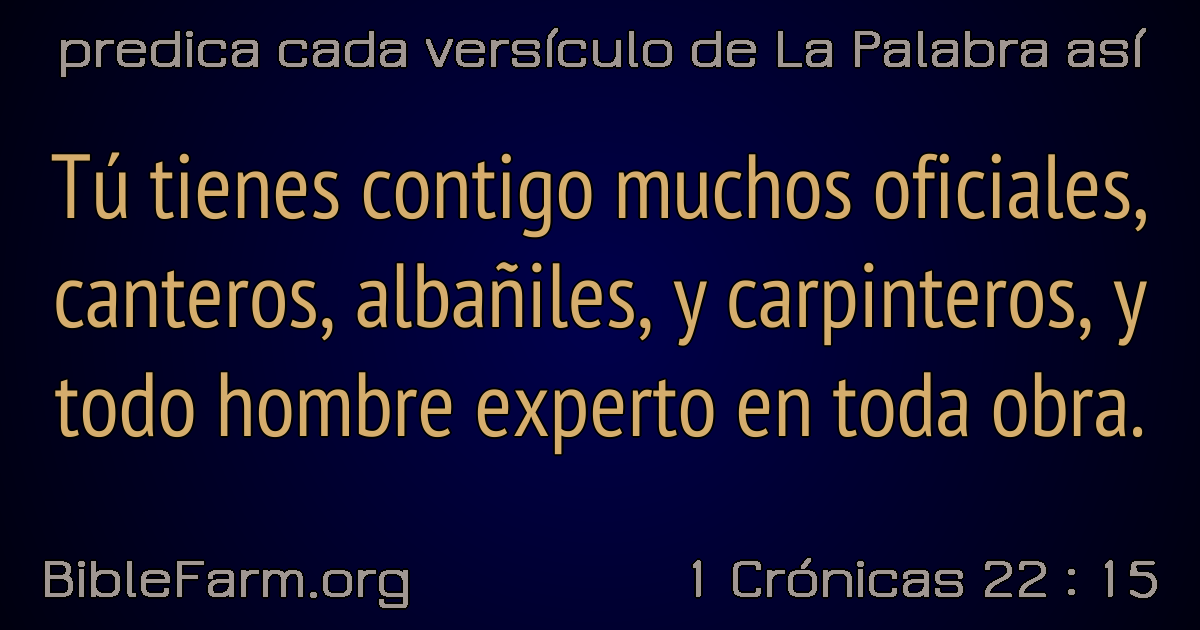 predica cada versículo de La Palabra así
Tú tienes contigo muchos oficiales,
canteros, albañiles, y carpinteros, y
todo hombre experto en toda obra.
BibleFarm.org
1 Crónicas 22 : 15